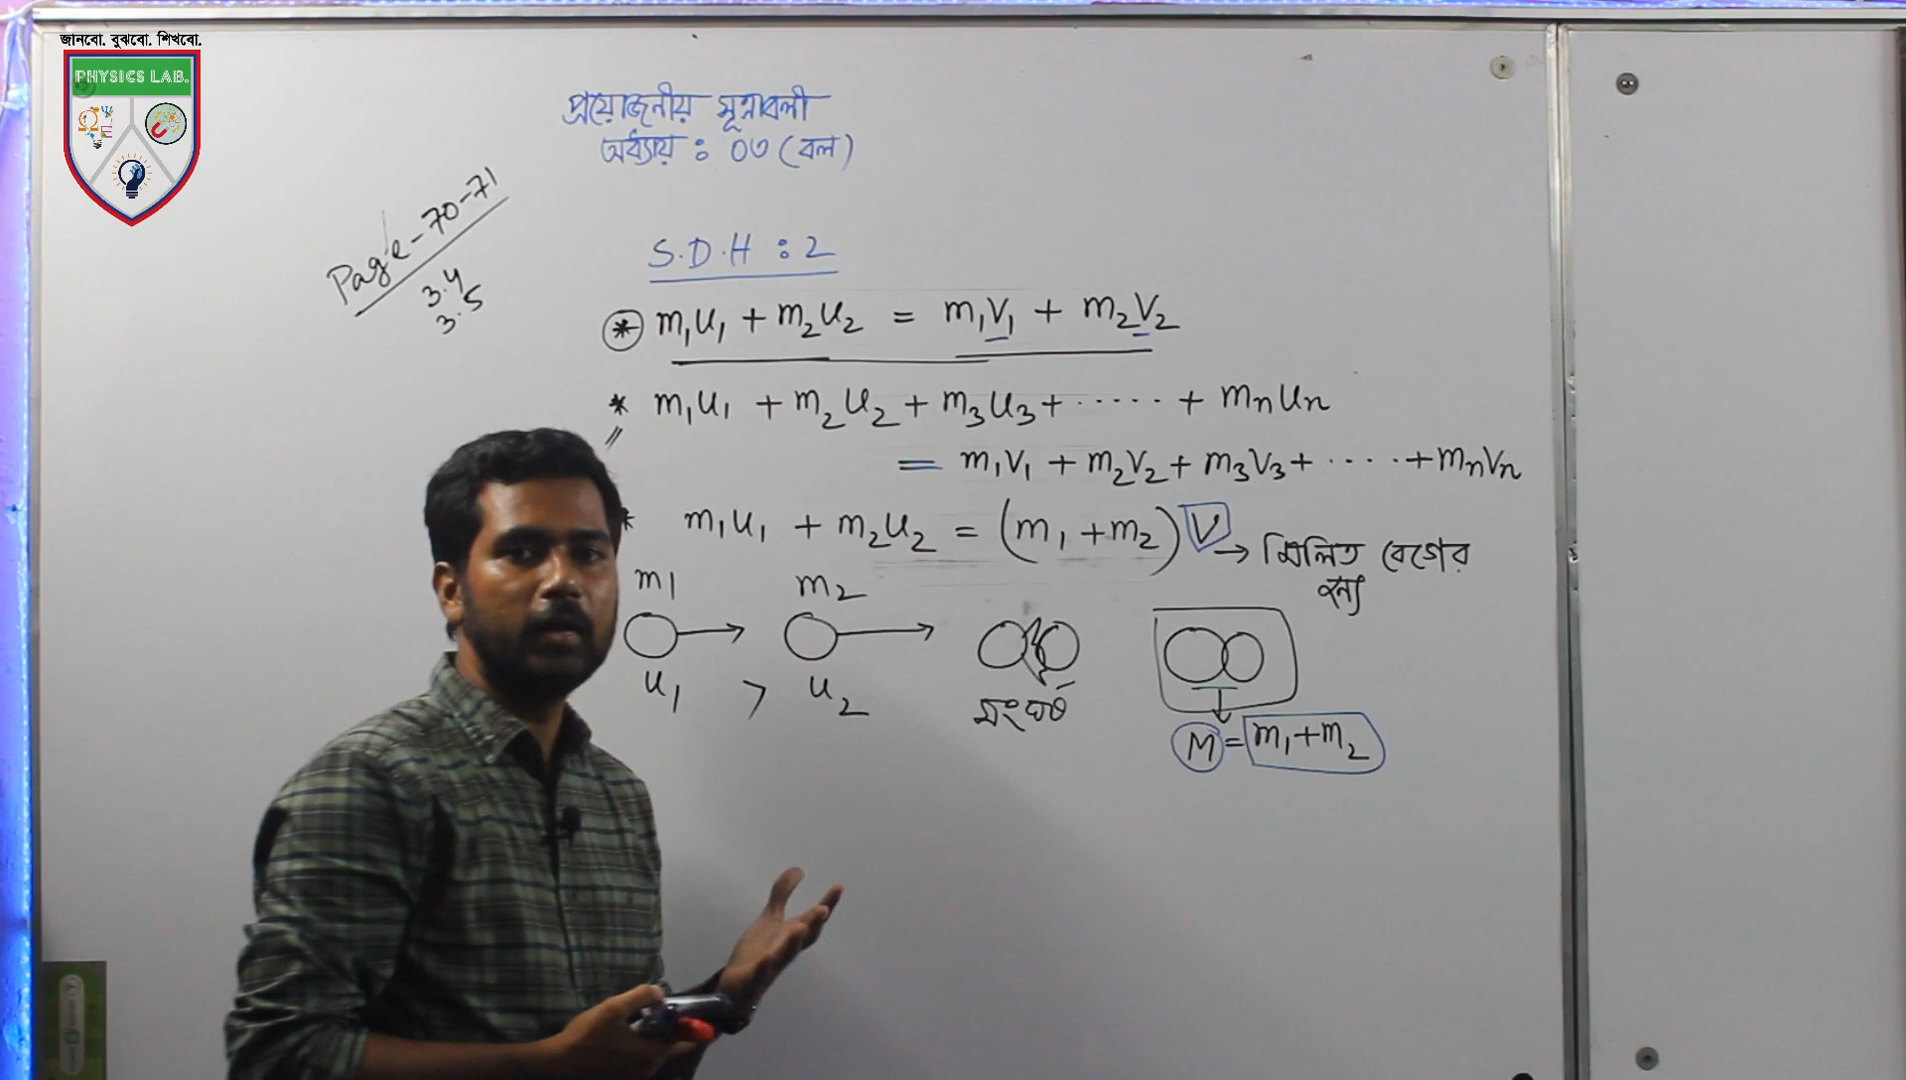 জানবো. বুঝবো. শিখবো.
PHYSICS LAB.
প্রয়োজনীয় সূত্রাবলী
অধ্যায় : ০৩ (বল)
Page - 70-71
3.4
3.5
S.D.H : 2
* m₁u₁ + m₂u₂ = m₁v₁ + m₂v₂
* m₁u₁ + m₂u₂ + m₃u₃ + ..... + mₙuₙ
= m₁v₁ + m₂v₂ + m₃v₃ + ..... + mₙvₙ
* m₁u₁ + m₂u₂ = (m₁ + m₂) V → মিলিত বেগের
জন্য
m₁ m₂
u₁ > u₂
সংঘর্ষ
M = m₁ + m₂